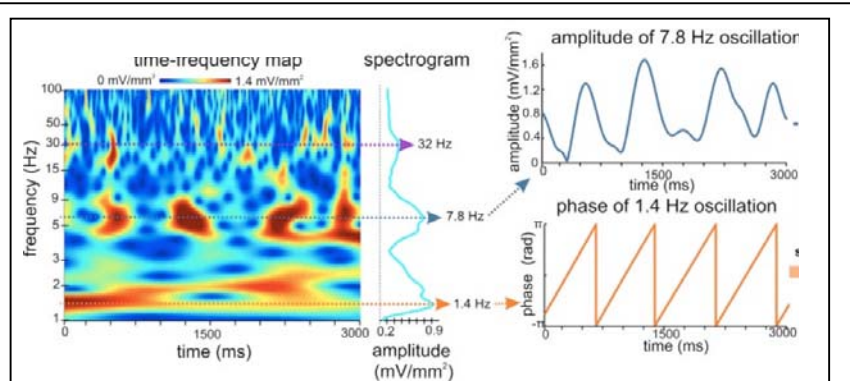 time-frequency map
0 mV/mm² 1.4 mV/mm²
frequency (Hz)
100
50
30
15
9
5
3
2
1
0 1500 3000
time (ms)
spectrogram
32 Hz
7.8 Hz
1.4 Hz
0.2 0.9
amplitude
(mV/mm²)
amplitude of 7.8 Hz oscillation
amplitude (mV/mm²)
1.6
1.2
0.8
0.4
0
0 1500 3000
time (ms)
phase of 1.4 Hz oscillation
phase (rad)
π
-π
0 1500 3000
time (ms)
s